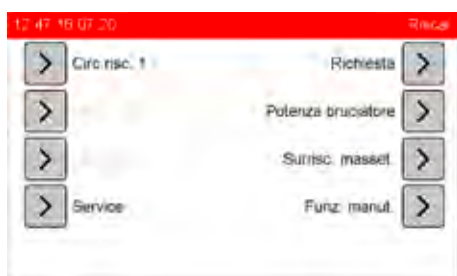 12:47 16.07.20 Riscal
Circ risc. 1 Richiesta
Potenza bruciatore
Surrisc. masset.
Service Funz. manut.